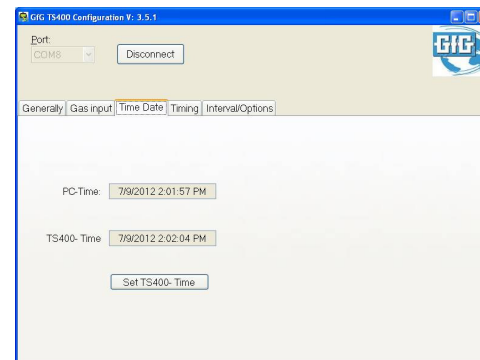 GfG TS400 Configuration V: 3.5.1
Port:
COM8
Disconnect
GfG
Generally Gas input Time Date Timing Interval/Options
PC-Time: 7/9/2012 2:01:57 PM
TS400- Time 7/9/2012 2:02:04 PM
Set TS400- Time